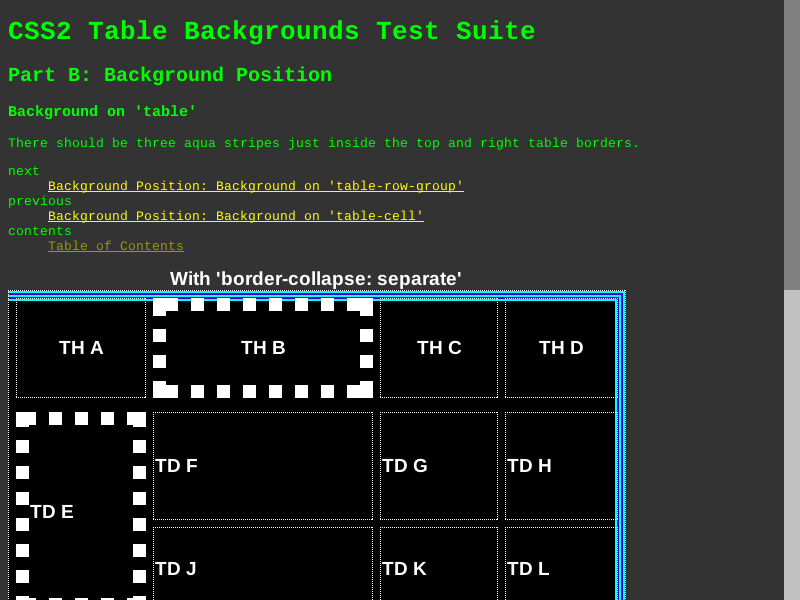 CSS2 Table Backgrounds Test Suite
Part B: Background Position
Background on 'table'
There should be three aqua stripes just inside the top and right table borders.
next
Background Position: Background on 'table-row-group'
previous
Background Position: Background on 'table-cell'
contents
Table of Contents
With 'border-collapse: separate'
TH A TH B TH C TH D
TD F TD G TD H
TD E
TD J TD K TD L